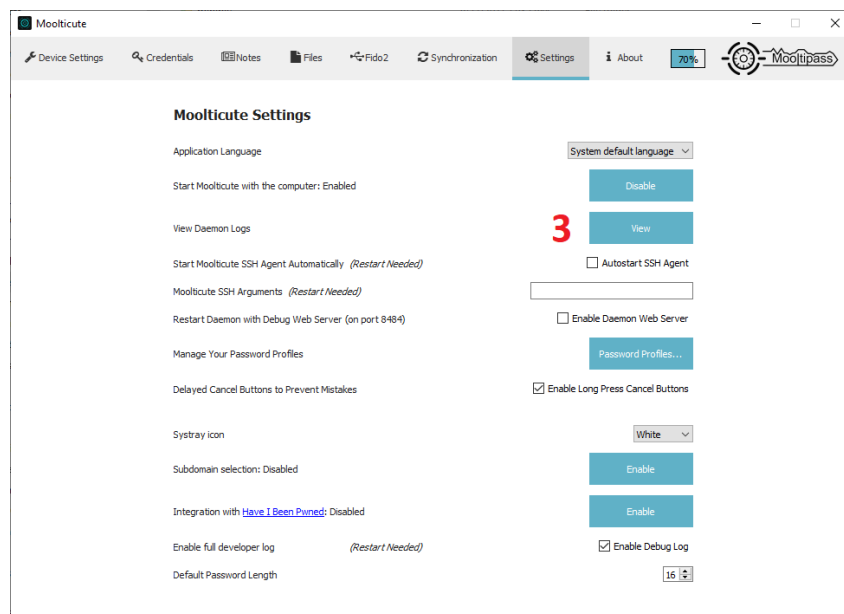 Moolticute
Device Settings Credentials Notes Files Fido2 Synchronization Settings About 70% Mooltipass
Moolticute Settings
Application Language System default language
Start Moolticute with the computer: Enabled Disable
View Daemon Logs 3 View
Start Moolticute SSH Agent Automatically (Restart Needed) Autostart SSH Agent
Moolticute SSH Arguments (Restart Needed)
Restart Daemon with Debug Web Server (on port 8484) Enable Daemon Web Server
Manage Your Password Profiles Password Profiles...
Delayed Cancel Buttons to Prevent Mistakes Enable Long Press Cancel Buttons
Systray icon White
Subdomain selection: Disabled Enable
Integration with Have I Been Pwned: Disabled Enable
Enable full developer log (Restart Needed) Enable Debug Log
Default Password Length 16